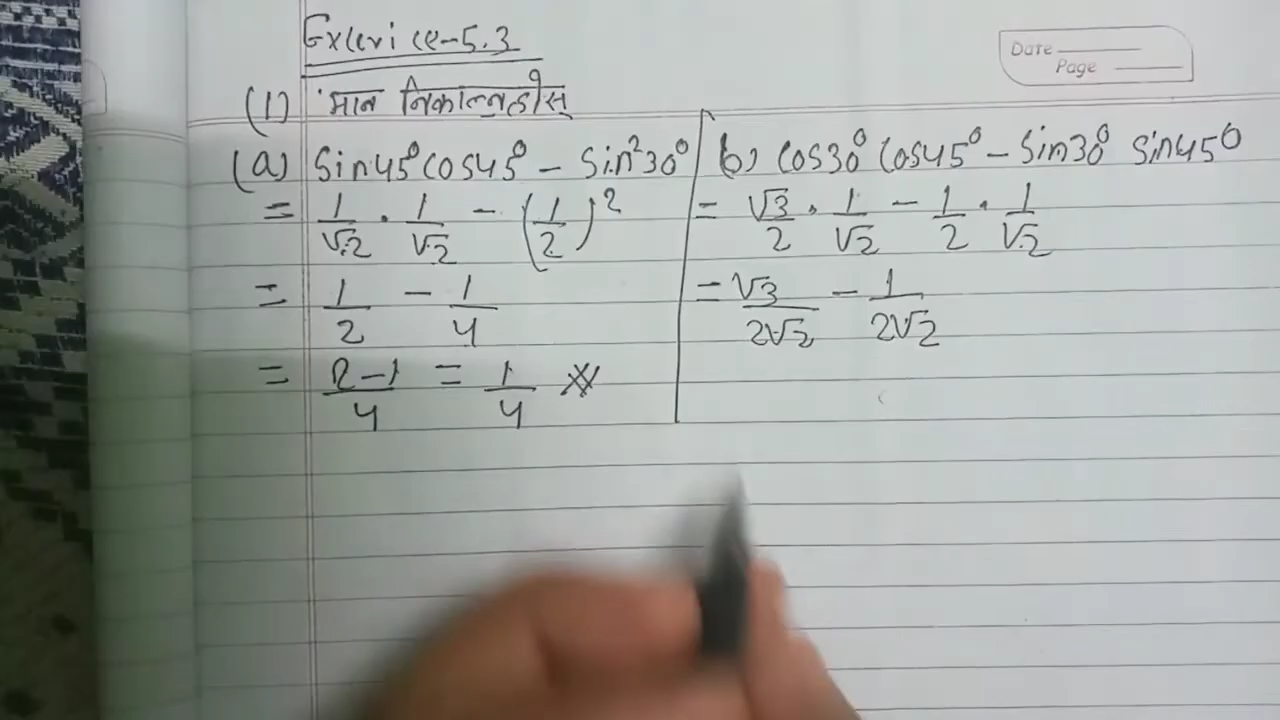 Exercise-5.3
Date
Page
(1) मान निकाल्नुहोस्
(a) Sin45° Cos45° - Sin²30°
= 1/√2 . 1/√2 - (1/2)²
= 1/2 - 1/4
= 2-1/4 = 1/4
b) Cos30° Cos45° - Sin30° Sin45°
= √3/2 . 1/√2 - 1/2 . 1/√2
= √3/2√2 - 1/2√2